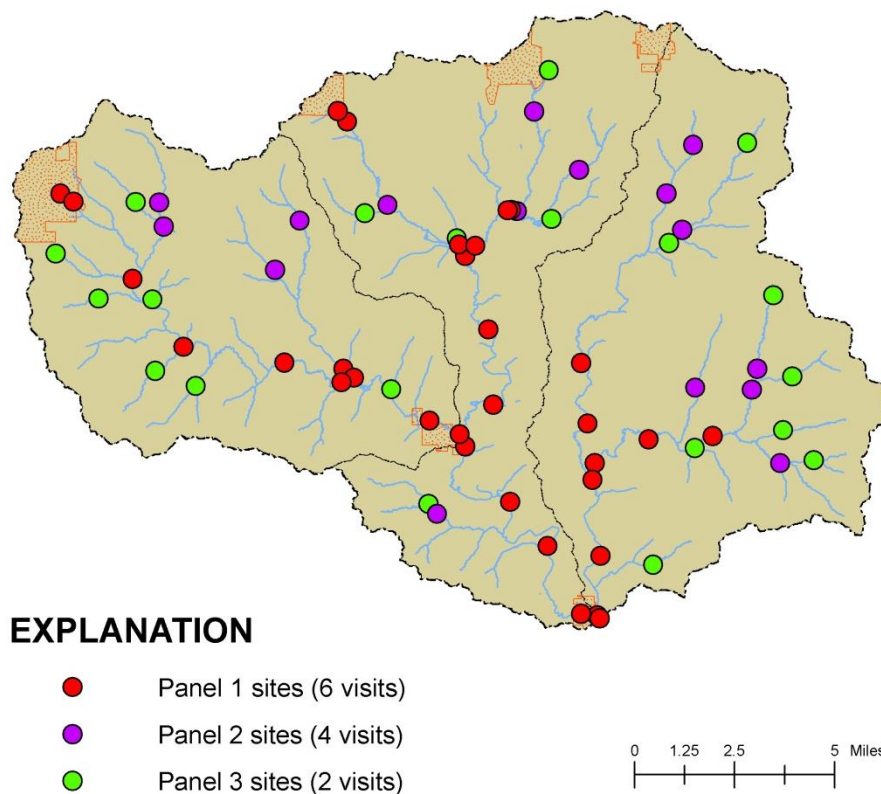 EXPLANATION
Panel 1 sites (6 visits)
Panel 2 sites (4 visits)
Panel 3 sites (2 visits)
0 1.25 2.5 5 Miles